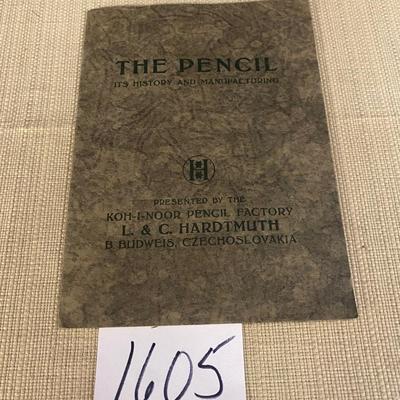 THE PENCIL
ITS HISTORY AND MANUFACTURING
H
PRESENTED BY THE
KOH-I-NOOR PENCIL FACTORY
L. & C. HARDTMUTH
B. BUDWEIS, CZECHOSLOVAKIA
1605